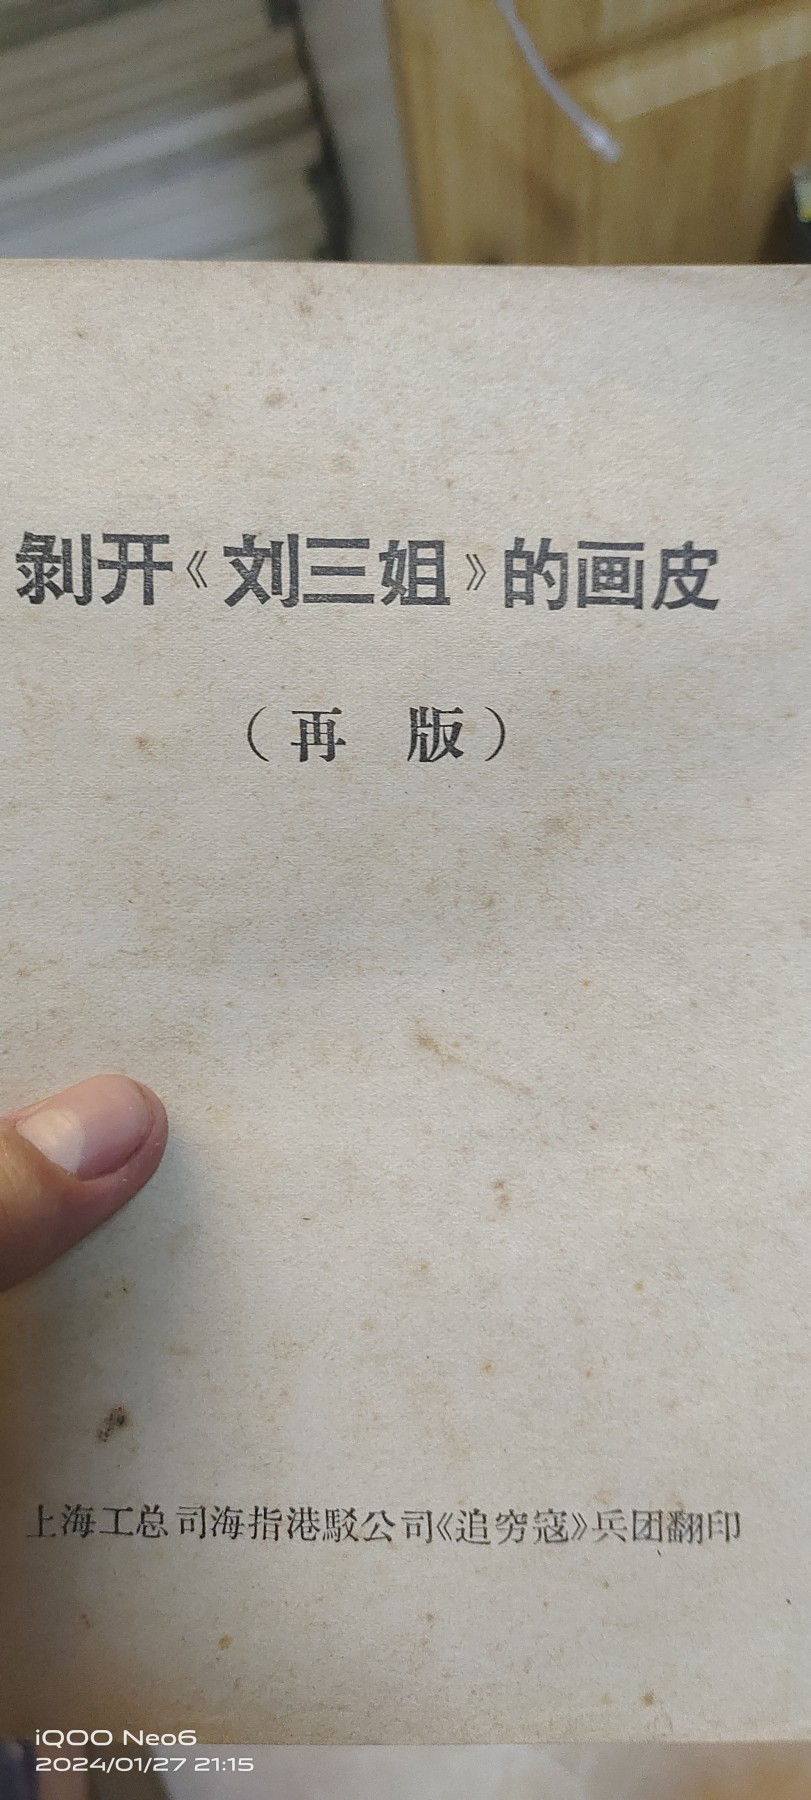 剥开《刘三姐》的画皮
（再 版）
上海工总司海指港駁公司《追穷寇》兵团翻印
iQOO Neo6
2024/01/27 21:15